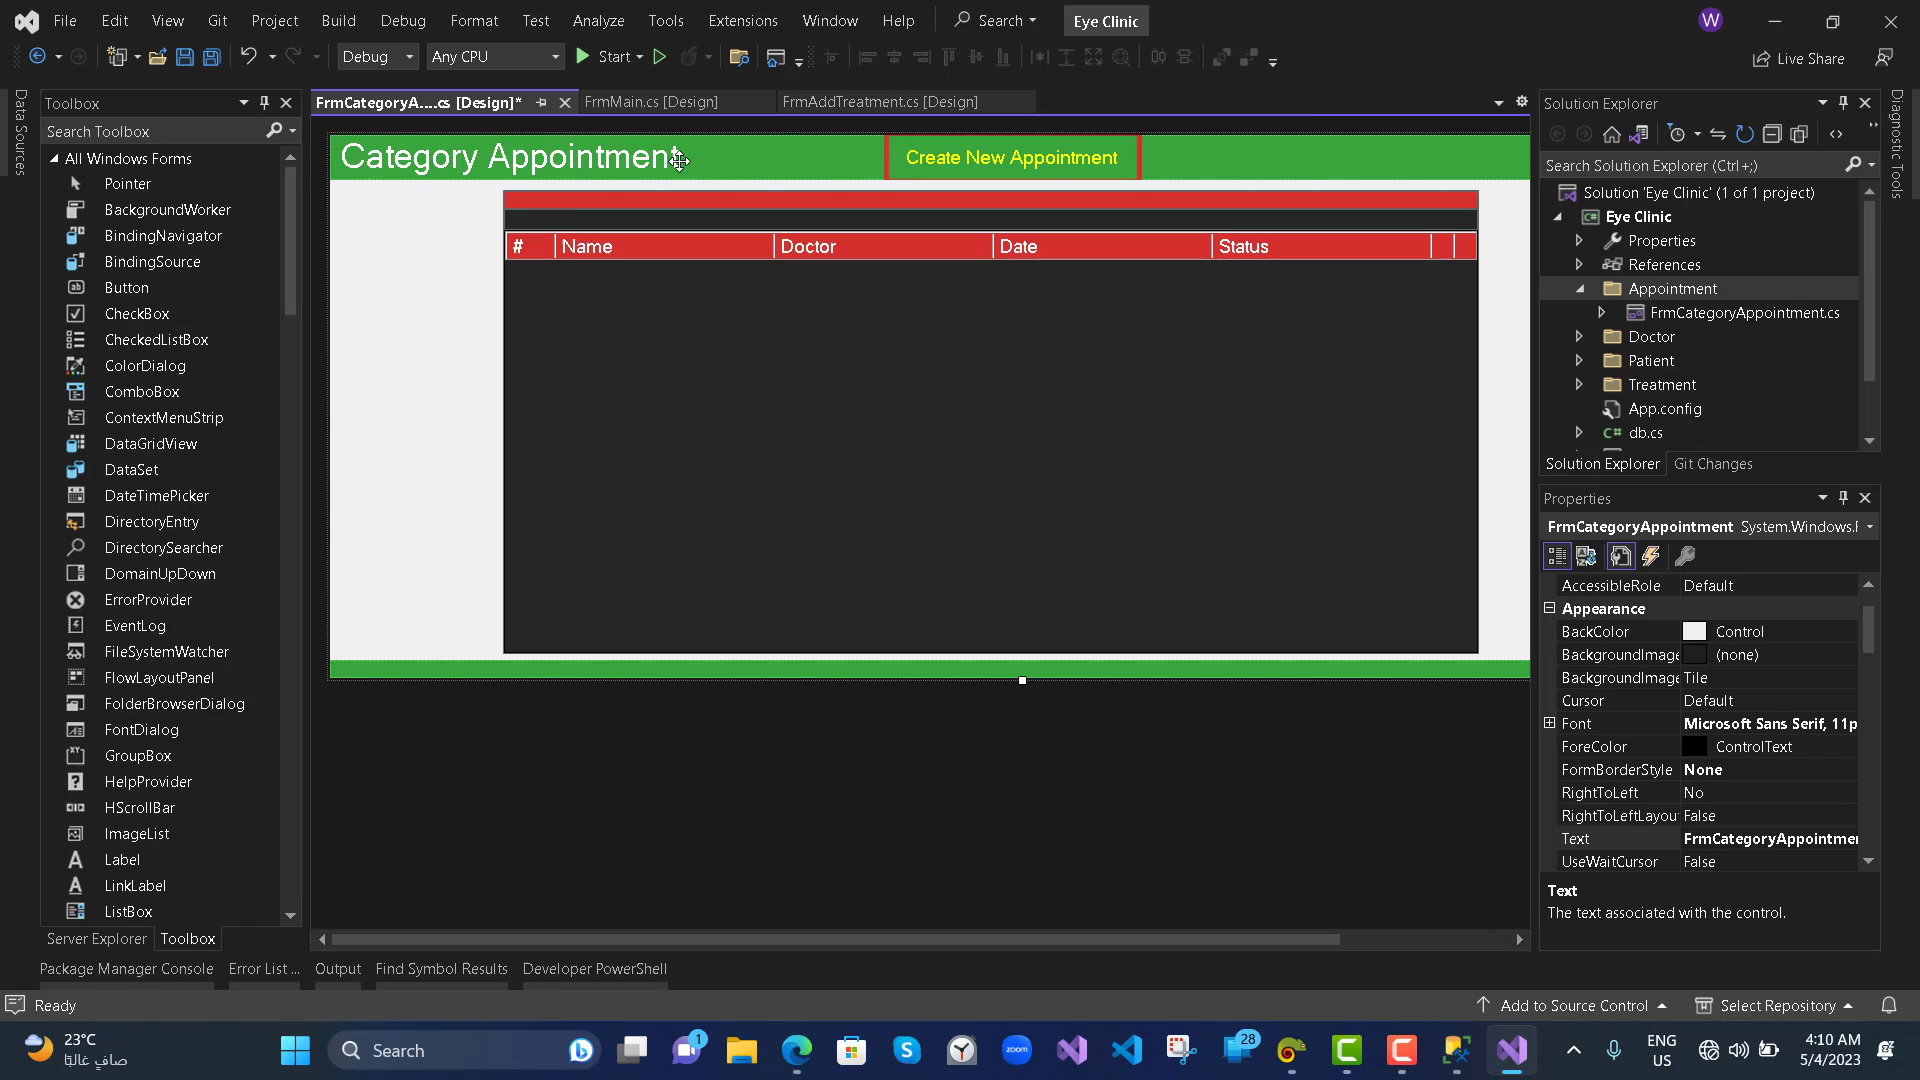 File Edit View Git Project Build Debug Format Test Analyze Tools Extensions Window Help Search Eye Clinic W
Debug Any CPU Start Live Share
Data Sources
Toolbox
Search Toolbox
All Windows Forms
Pointer
BackgroundWorker
BindingNavigator
BindingSource
Button
CheckBox
CheckedListBox
ColorDialog
ComboBox
ContextMenuStrip
DataGridView
DataSet
DateTimePicker
DirectoryEntry
DirectorySearcher
DomainUpDown
ErrorProvider
EventLog
FileSystemWatcher
FlowLayoutPanel
FolderBrowserDialog
FontDialog
GroupBox
HelpProvider
HScrollBar
ImageList
Label
LinkLabel
ListBox
Server Explorer Toolbox
FrmCategoryA....cs [Design]* FrmMain.cs [Design] FrmAddTreatment.cs [Design]
Category Appointment Create New Appointment
# Name Doctor Date Status
Solution Explorer
Search Solution Explorer (Ctrl+;)
Solution 'Eye Clinic' (1 of 1 project)
Eye Clinic
Properties
References
Appointment
FrmCategoryAppointment.cs
Doctor
Patient
Treatment
App.config
db.cs
Solution Explorer Git Changes
Diagnostic Tools
Properties
FrmCategoryAppointment System.Windows.F
AccessibleRole Default
Appearance
BackColor Control
BackgroundImage (none)
BackgroundImage Tile
Cursor Default
Font Microsoft Sans Serif, 11p
ForeColor ControlText
FormBorderStyle None
RightToLeft No
RightToLeftLayou False
Text FrmCategoryAppointmen
UseWaitCursor False
Text
The text associated with the control.
Package Manager Console Error List ... Output Find Symbol Results Developer PowerShell
Ready Add to Source Control Select Repository
23°C
صافٍ غالبًا
Search
1
zoom
28
ENG
US
4:10 AM
5/4/2023